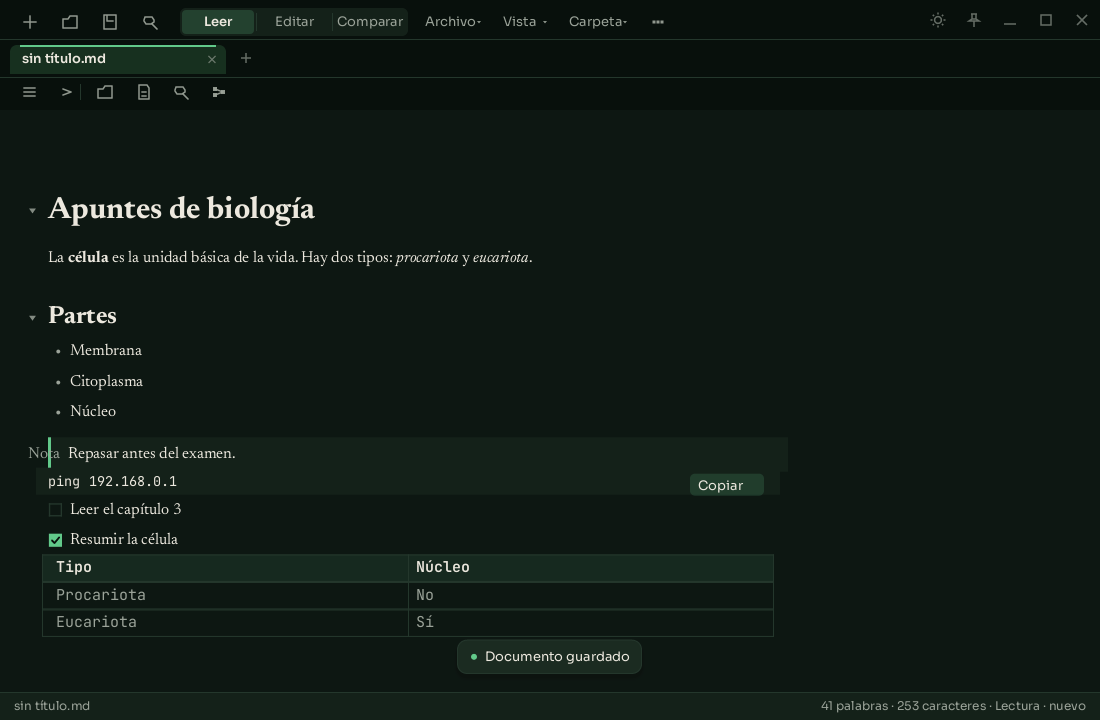 Leer Editar Comparar Archivo Vista Carpeta
sin título.md
Apuntes de biología
La célula es la unidad básica de la vida. Hay dos tipos: procariota y eucariota.
Partes
• Membrana
• Citoplasma
• Núcleo
Nota Repasar antes del examen.
ping 192.168.0.1 Copiar
Leer el capítulo 3
Resumir la célula
Tipo Núcleo
Procariota No
Eucariota Sí
Documento guardado
sin título.md 41 palabras · 253 caracteres · Lectura · nuevo